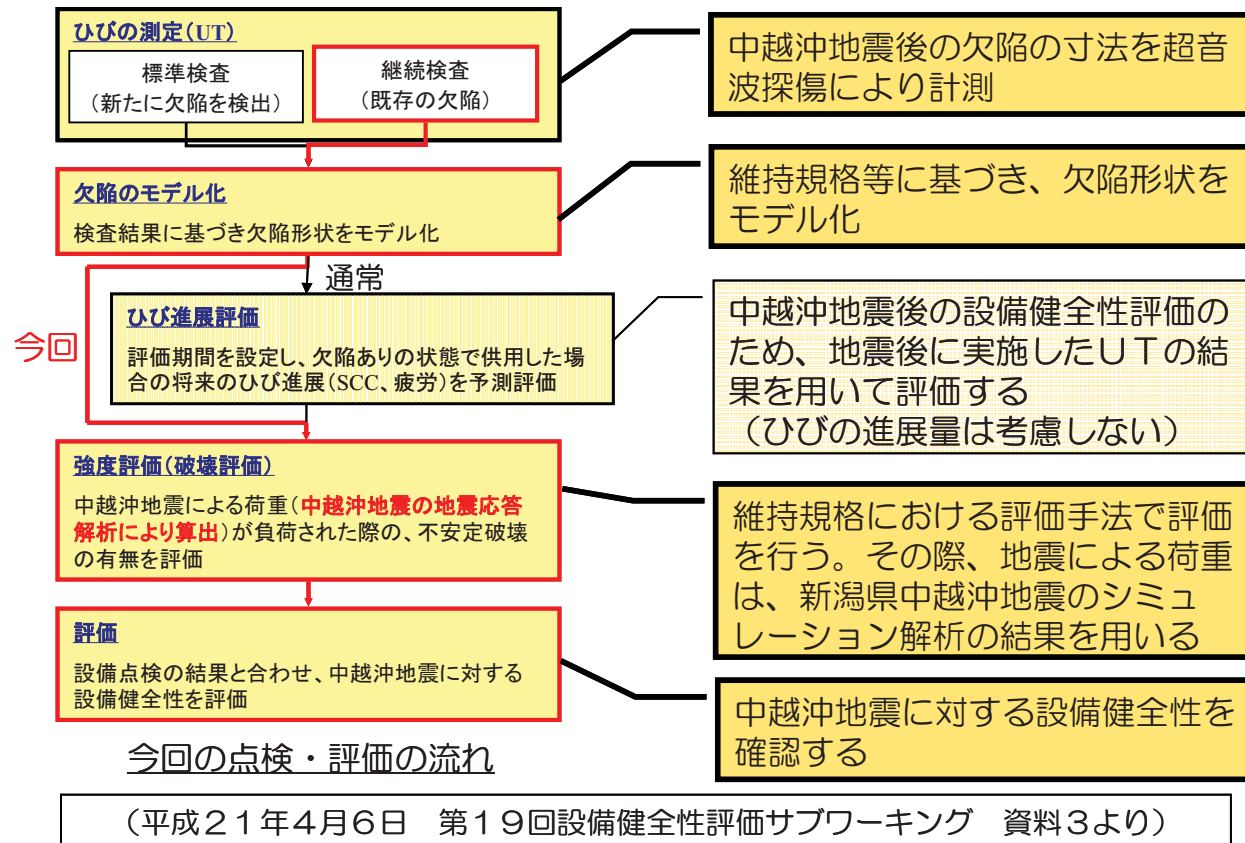 ひびの測定(UT)
標準検査
(新たに欠陥を検出)
継続検査
(既存の欠陥)
中越沖地震後の欠陥の寸法を超音
波探傷により計測
欠陥のモデル化
検査結果に基づき欠陥形状をモデル化
維持規格等に基づき、欠陥形状を
モデル化
通常
今回
ひび進展評価
評価期間を設定し、欠陥ありの状態で供用した場
合の将来のひび進展(SCC、疲労)を予測評価
中越沖地震後の設備健全性評価の
ため、地震後に実施したUTの結
果を用いて評価する
(ひびの進展量は考慮しない)
強度評価(破壊評価)
中越沖地震による荷重(中越沖地震の地震応答
解析により算出)が負荷された際の、不安定破壊
の有無を評価
維持規格における評価手法で評価
を行う。その際、地震による荷重
は、新潟県中越沖地震のシミュ
レーション解析の結果を用いる
評価
設備点検の結果と合わせ、中越沖地震に対する
設備健全性を評価
中越沖地震に対する設備健全性を
確認する
今回の点検・評価の流れ
(平成21年4月6日 第19回設備健全性評価サブワーキング 資料3より)